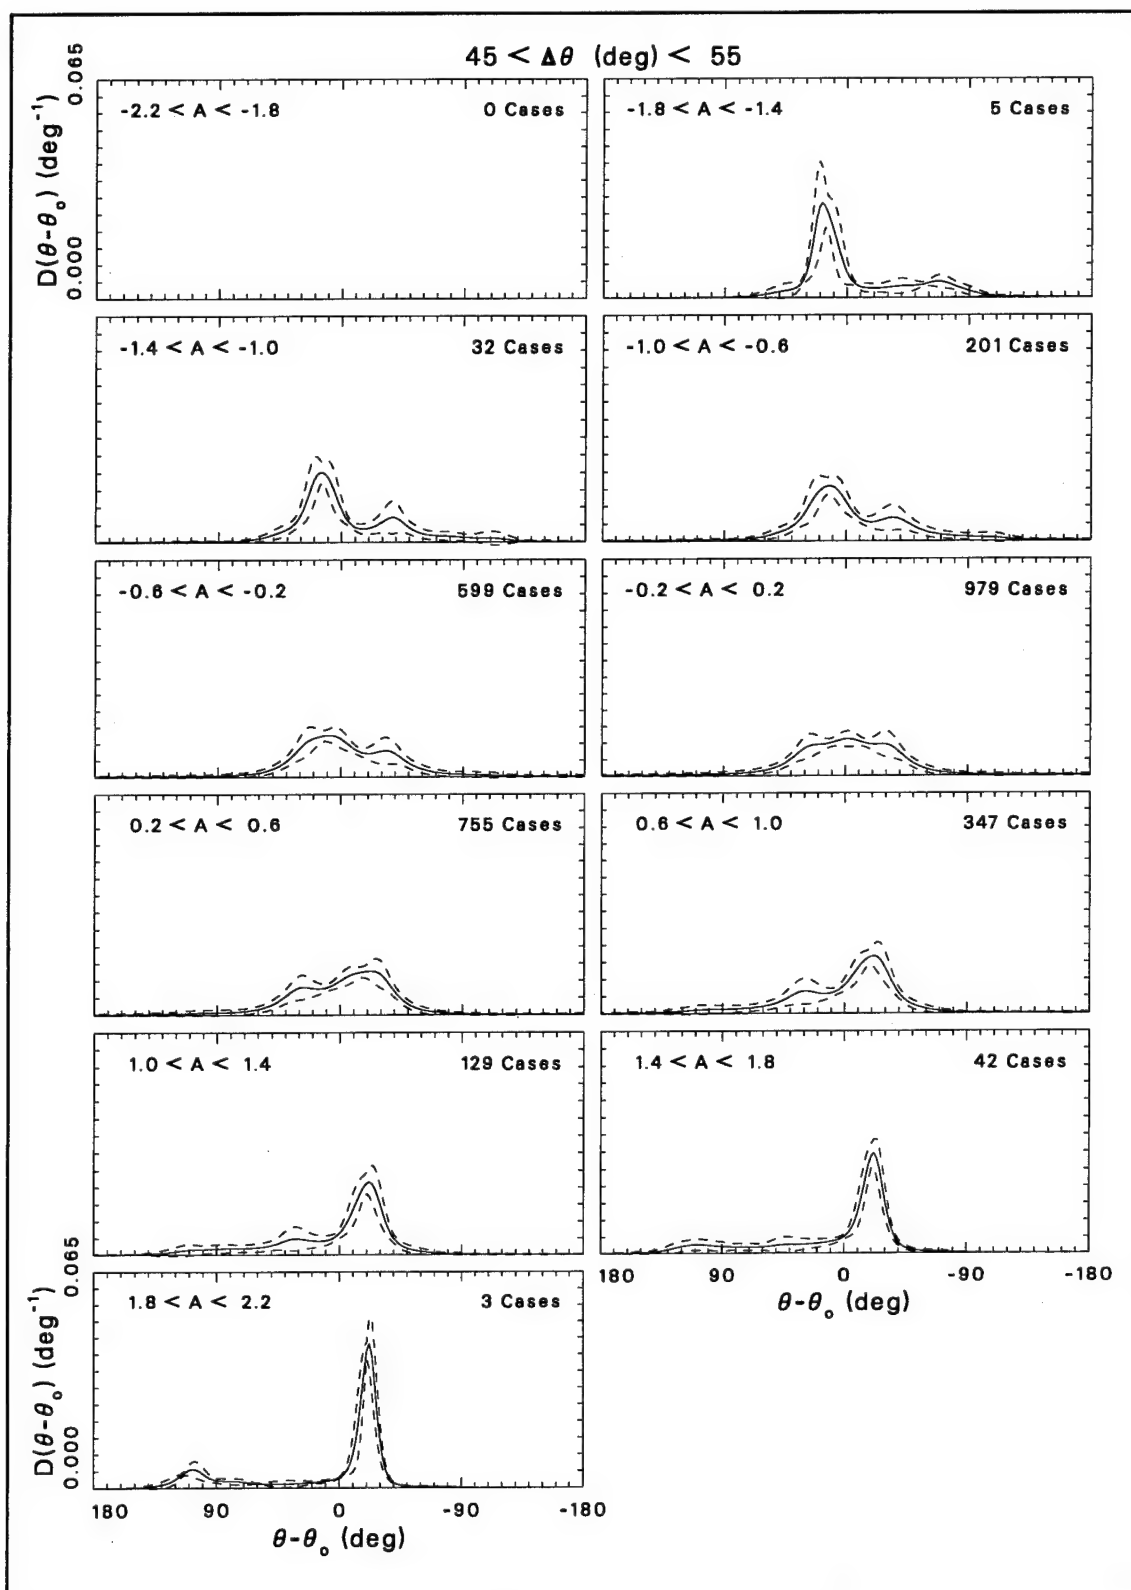 45 < Δθ (deg) < 55
0.065
D(θ-θ₀) (deg⁻¹)
0.000
-2.2 < A < -1.8 0 Cases
-1.8 < A < -1.4 5 Cases
-1.4 < A < -1.0 32 Cases
-1.0 < A < -0.6 201 Cases
-0.6 < A < -0.2 599 Cases
-0.2 < A < 0.2 979 Cases
0.2 < A < 0.6 755 Cases
0.6 < A < 1.0 347 Cases
1.0 < A < 1.4 129 Cases
1.4 < A < 1.8 42 Cases
180 90 0 -90 -180
θ-θ₀ (deg)
0.065
D(θ-θ₀) (deg⁻¹)
0.000
1.8 < A < 2.2 3 Cases
180 90 0 -90 -180
θ-θ₀ (deg)